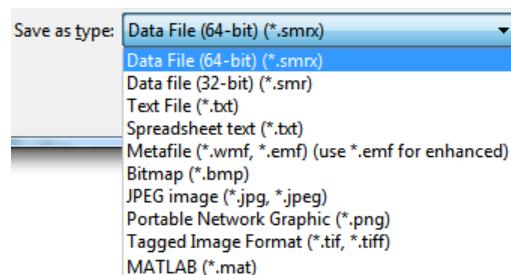 Save as type: Data File (64-bit) (*.smrx)
Data File (64-bit) (*.smrx)
Data file (32-bit) (*.smr)
Text File (*.txt)
Spreadsheet text (*.txt)
Metafile (*.wmf, *.emf) (use *.emf for enhanced)
Bitmap (*.bmp)
JPEG image (*.jpg, *.jpeg)
Portable Network Graphic (*.png)
Tagged Image Format (*.tif, *.tiff)
MATLAB (*.mat)